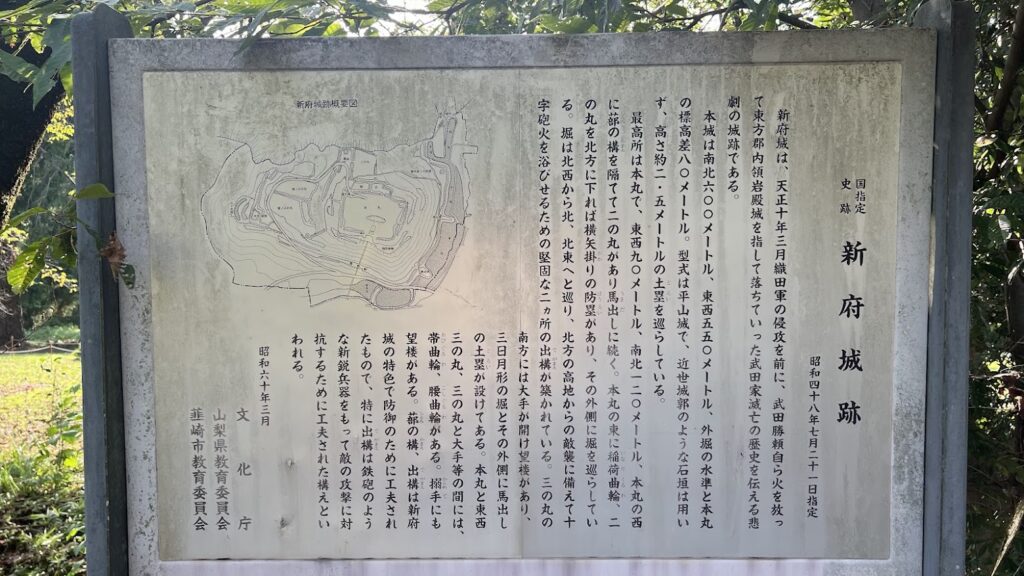 国指定
史跡
新府城跡
昭和四十八年七月二十一日指定
新府城は、天正十年三月織田軍の侵攻を前に、武田勝頼自ら火を放っ
て東方郡内領岩殿城を指して落ちていった武田家滅亡の歴史を伝える悲
劇の城跡である。
本城は南北六〇〇メートル、東西五五〇メートル、外堀の水準と本丸
の標高差八〇メートル。型式は平山城で、近世城郭のような石垣は用い
ず、高さ約二・五メートルの土塁を巡らしている。
最高所は本丸で、東西九〇メートル、南北一二〇メートル、本丸の西
に蔀の構を隔てて二の丸があり馬出しに続く。本丸の東に稲荷曲輪、二
の丸を北方に下れば横矢掛りの防塁があり、その外側に堀を巡らしてい
る。堀は北西から北、北東へと巡り、北方の高地からの敵襲に備えて十
字砲火を浴びせるための堅固な二ヵ所の出構が築かれている。三の丸の
南方には大手が開け望楼があり、
三日月形の堀とその外側に馬出し
の土塁が設けてある。本丸と東西
三の丸、三の丸と大手等の間には、
帯曲輪、腰曲輪がある。搦手にも
望楼がある。蔀の構、出構は新府
城の特色で防御のために工夫され
たもので、特に出構は鉄砲のよう
な新鋭兵器をもって敵の攻撃に対
抗するために工夫された構えとい
われる。
昭和六十年三月
文化庁
山梨県教育委員会
韮崎市教育委員会
新府城跡概要図